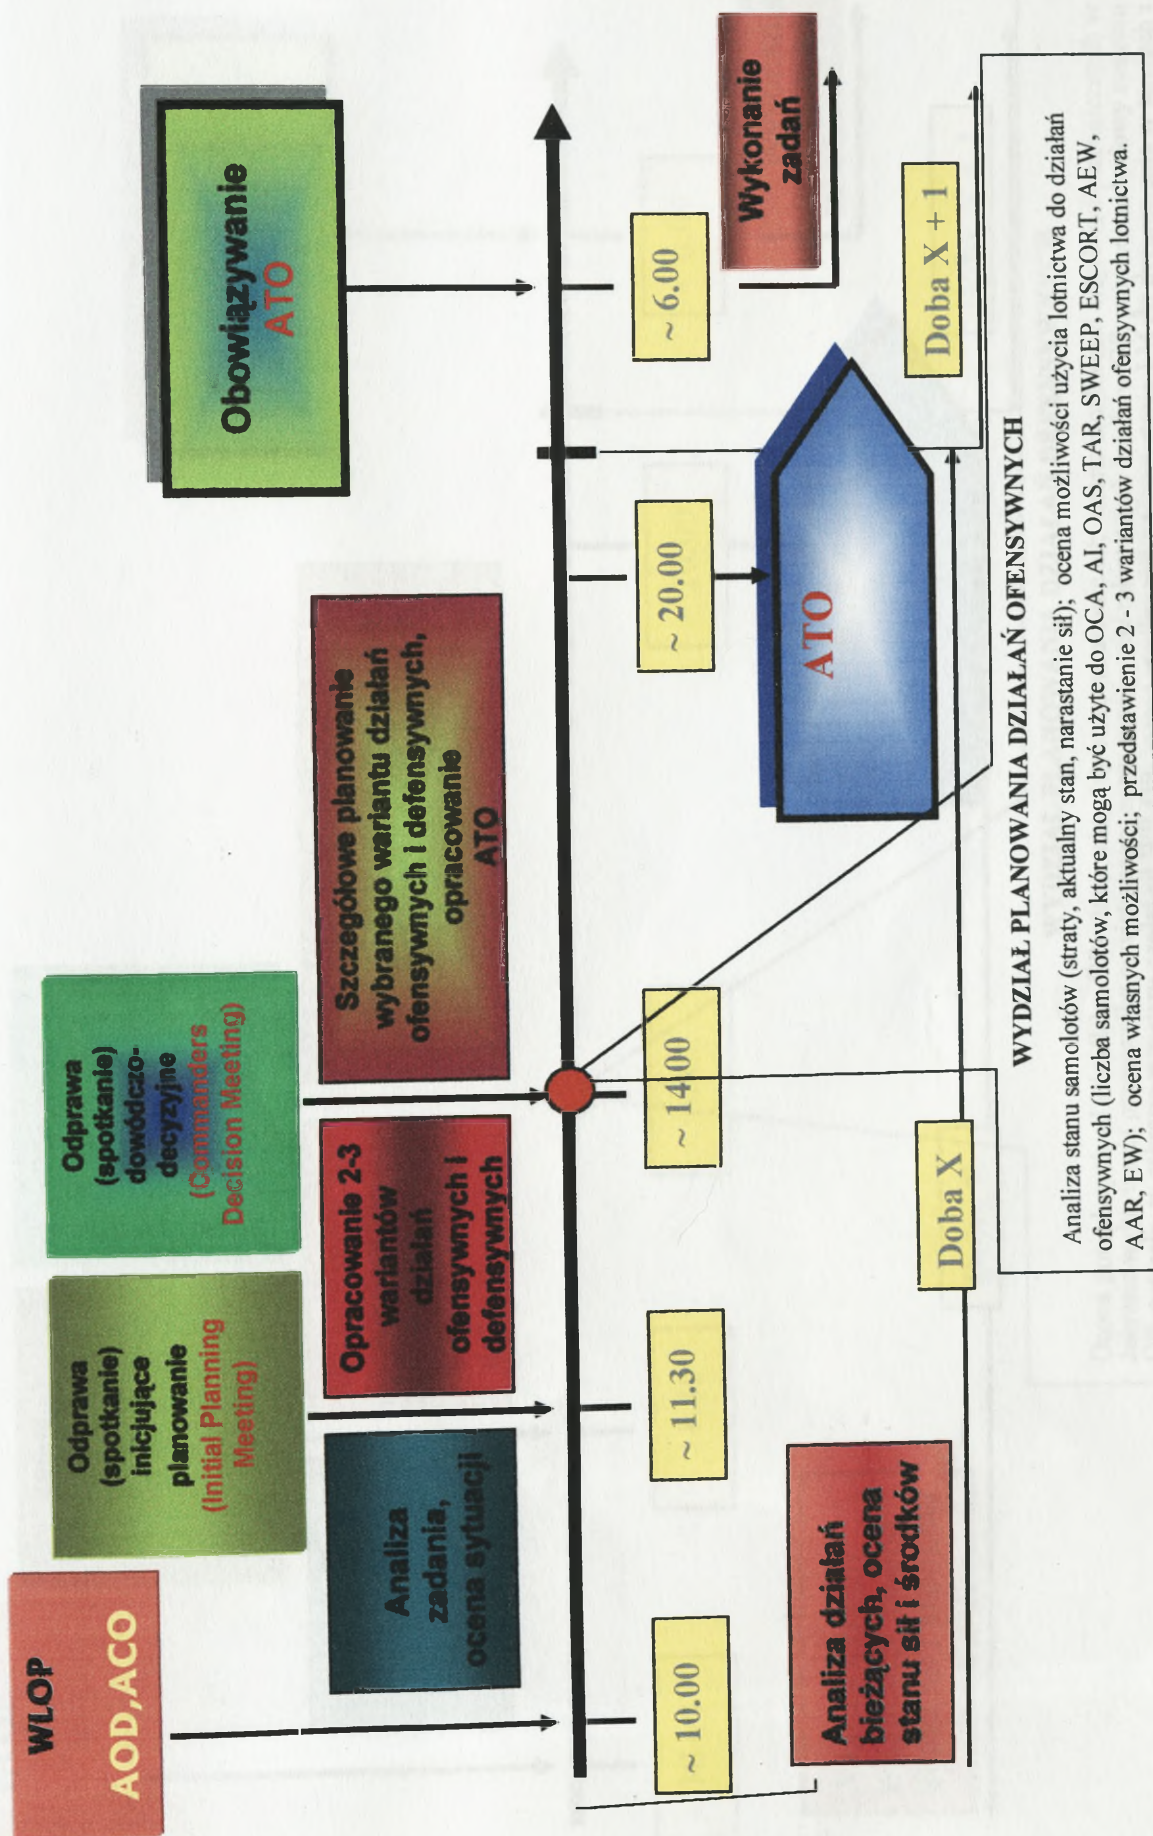 WLOP
AOD,ACO
Odprawa
(spotkanie)
inicjujące
planowanie
(Initial Planning
Meeting)
Odprawa
(spotkanie)
dowódczo-
decyzyjne
(Commanders
Decision Meeting)
Obowiązywanie
ATO
Analiza
zadania,
ocena sytuacji
Opracowanie 2-3
wariantów
działań
ofensywnych i
defensywnych
Szczegółowe planowanie
wybranego wariantu działań
ofensywnych i defensywnych,
opracowanie
ATO
~ 10.00
~ 11.30
~ 14.00
~ 20.00
~ 6.00
Analiza działań
bieżących, ocena
stanu sił i środków
ATO
Wykonanie
zadań
Doba X
Doba X + 1
WYDZIAŁ PLANOWANIA DZIAŁAŃ OFENSYWNYCH
Analiza stanu samolotów (straty, aktualny stan, narastanie sił); ocena możliwości użycia lotnictwa do działań
ofensywnych (liczba samolotów, które mogą być użyte do OCA, AI, OAS, TAR, SWEEP, ESCORT, AEW,
AAR, EW); ocena własnych możliwości; przedstawienie 2 - 3 wariantów działań ofensywnych lotnictwa.